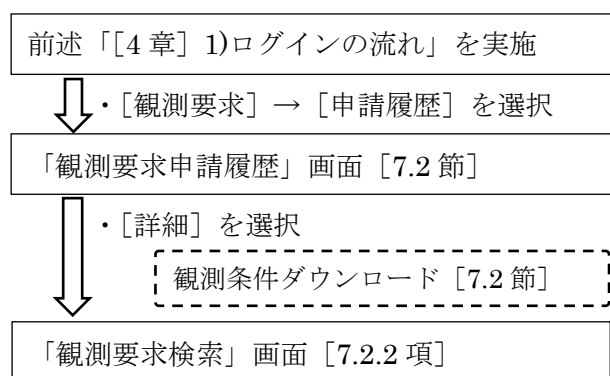 前述「[4 章］1)ログインの流れ」を実施
・［観測要求］→［申請履歴］を選択
「観測要求申請履歴」画面［7.2 節］
・［詳細］を選択
観測条件ダウンロード［7.2 節］
「観測要求検索」画面［7.2.2 項］